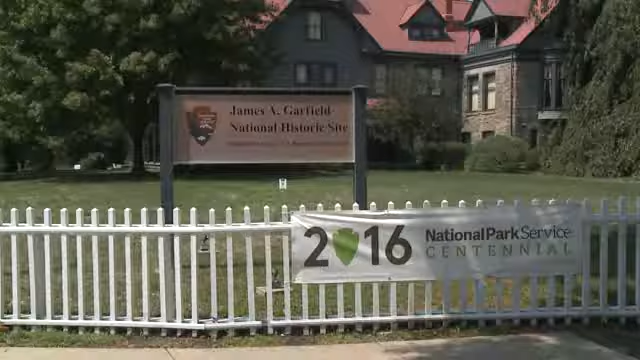 James A. Garfield
National Historic Site
2016
National Park Service
CENTENNIAL